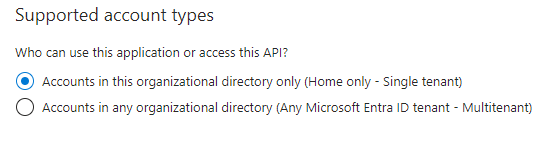 Supported account types
Who can use this application or access this API?
Accounts in this organizational directory only (Home only - Single tenant)
Accounts in any organizational directory (Any Microsoft Entra ID tenant - Multitenant)